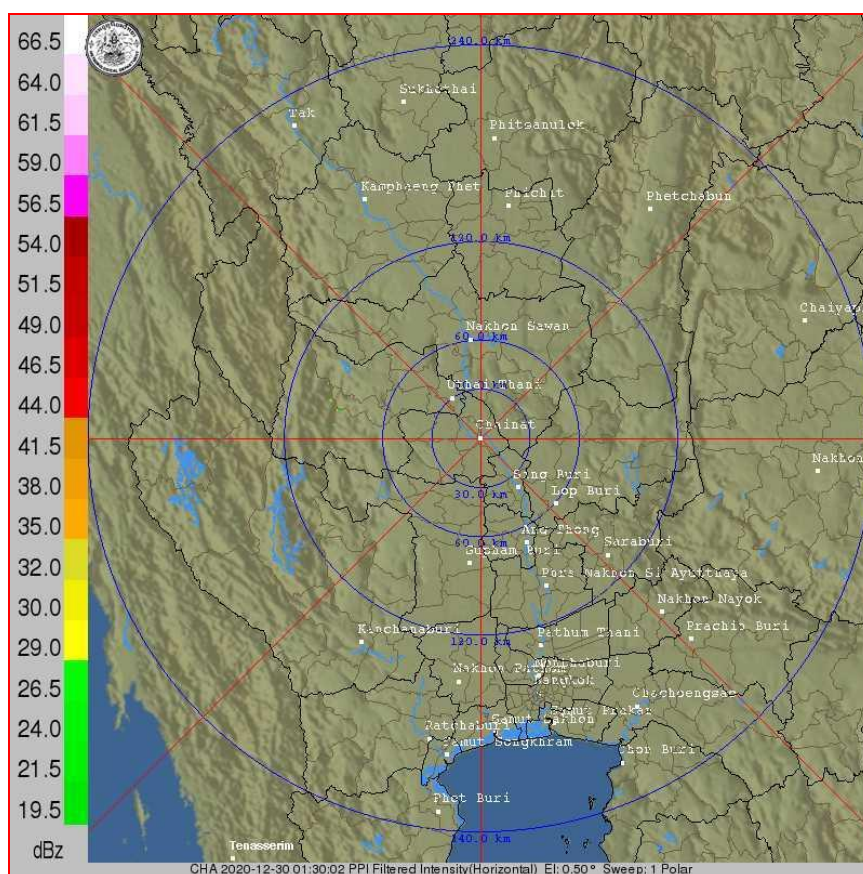 66.5
64.0
61.5
59.0
56.5
54.0
51.5
49.0
46.5
44.0
41.5
38.0
35.0
32.0
30.0
29.0
26.5
24.0
21.5
19.5
dBz
240.0 km
Sukhothai
Tak
Phitsanulok
Kamphaeng Phet
Phichit
Phetchabun
120.0 km
Chaiyap
Nakhon Sawan
60.0 km
Uthai Thani
Chainat
Nakhon
Sing Buri
Lop Buri
30.0 km
Ang Thong
60.0 km
Suphan Buri
Saraburi
Pora Nakhon Si Ayutthaya
Nakhon Nayok
Kanchanaburi
120.0 km
Pathum Thani
Prachin Buri
Nakhon Pathom
Nonthaburi
Bangkok
Chachoengsao
Samut Prakan
Samut Sakhon
Ratchaburi
Samut Songkhram
Chon Buri
Phet Buri
240.0 km
Tenasserim
CHA 2020-12-30 01:30:02 PPI Filtered Intensity(Horizontal) El: 0.50° Sweep: 1 Polar